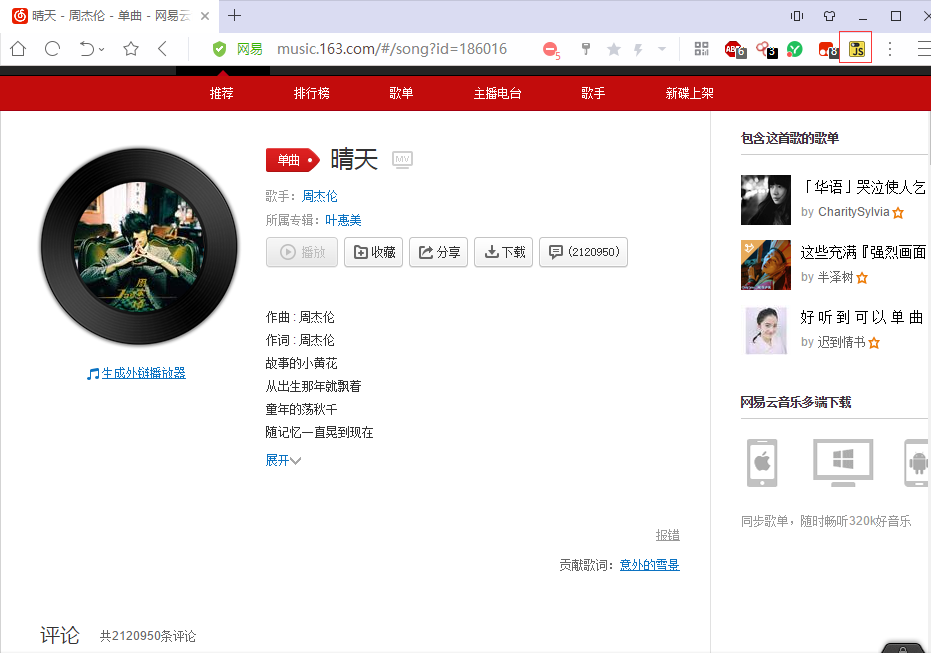 晴天 - 周杰伦 - 单曲 - 网易云
网易 music.163.com/#/song?id=186016
5 ABP 6 3 8 JS
推荐 排行榜 歌单 主播电台 歌手 新碟上架
单曲 晴天 MV
歌手：周杰伦
所属专辑：叶惠美
播放 收藏 分享 下载 (2120950)
作曲 : 周杰伦
作词 : 周杰伦
故事的小黄花
从出生那年就飘着
童年的荡秋千
随记忆一直晃到现在
展开
生成外链播放器
报错
贡献歌词：意外的雪景
评论 共2120950条评论
包含这首歌的歌单
「华语」哭泣使人乞
by CharitySylvia
这些充满『强烈画面
by 半泽树
好 听 到 可 以 单 曲
by 迟到情书
网易云音乐多端下载
同步歌单，随时畅听320k好音乐